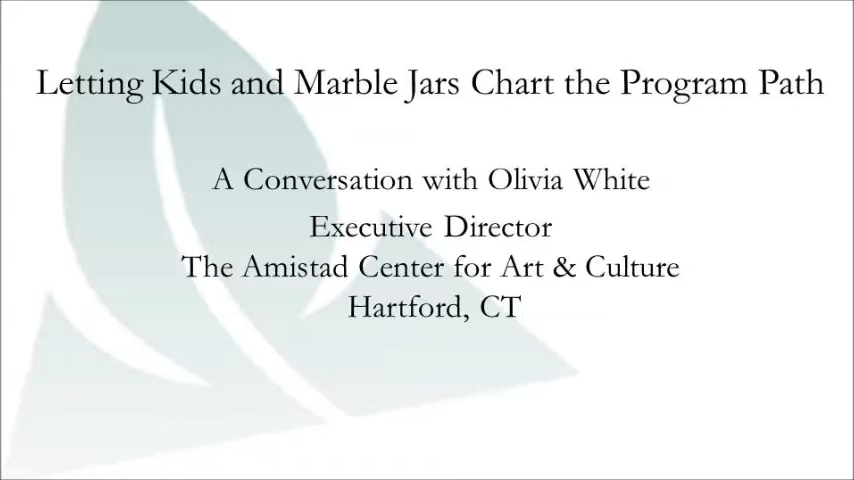 Letting Kids and Marble Jars Chart the Program Path
A Conversation with Olivia White
Executive Director
The Amistad Center for Art & Culture
Hartford, CT